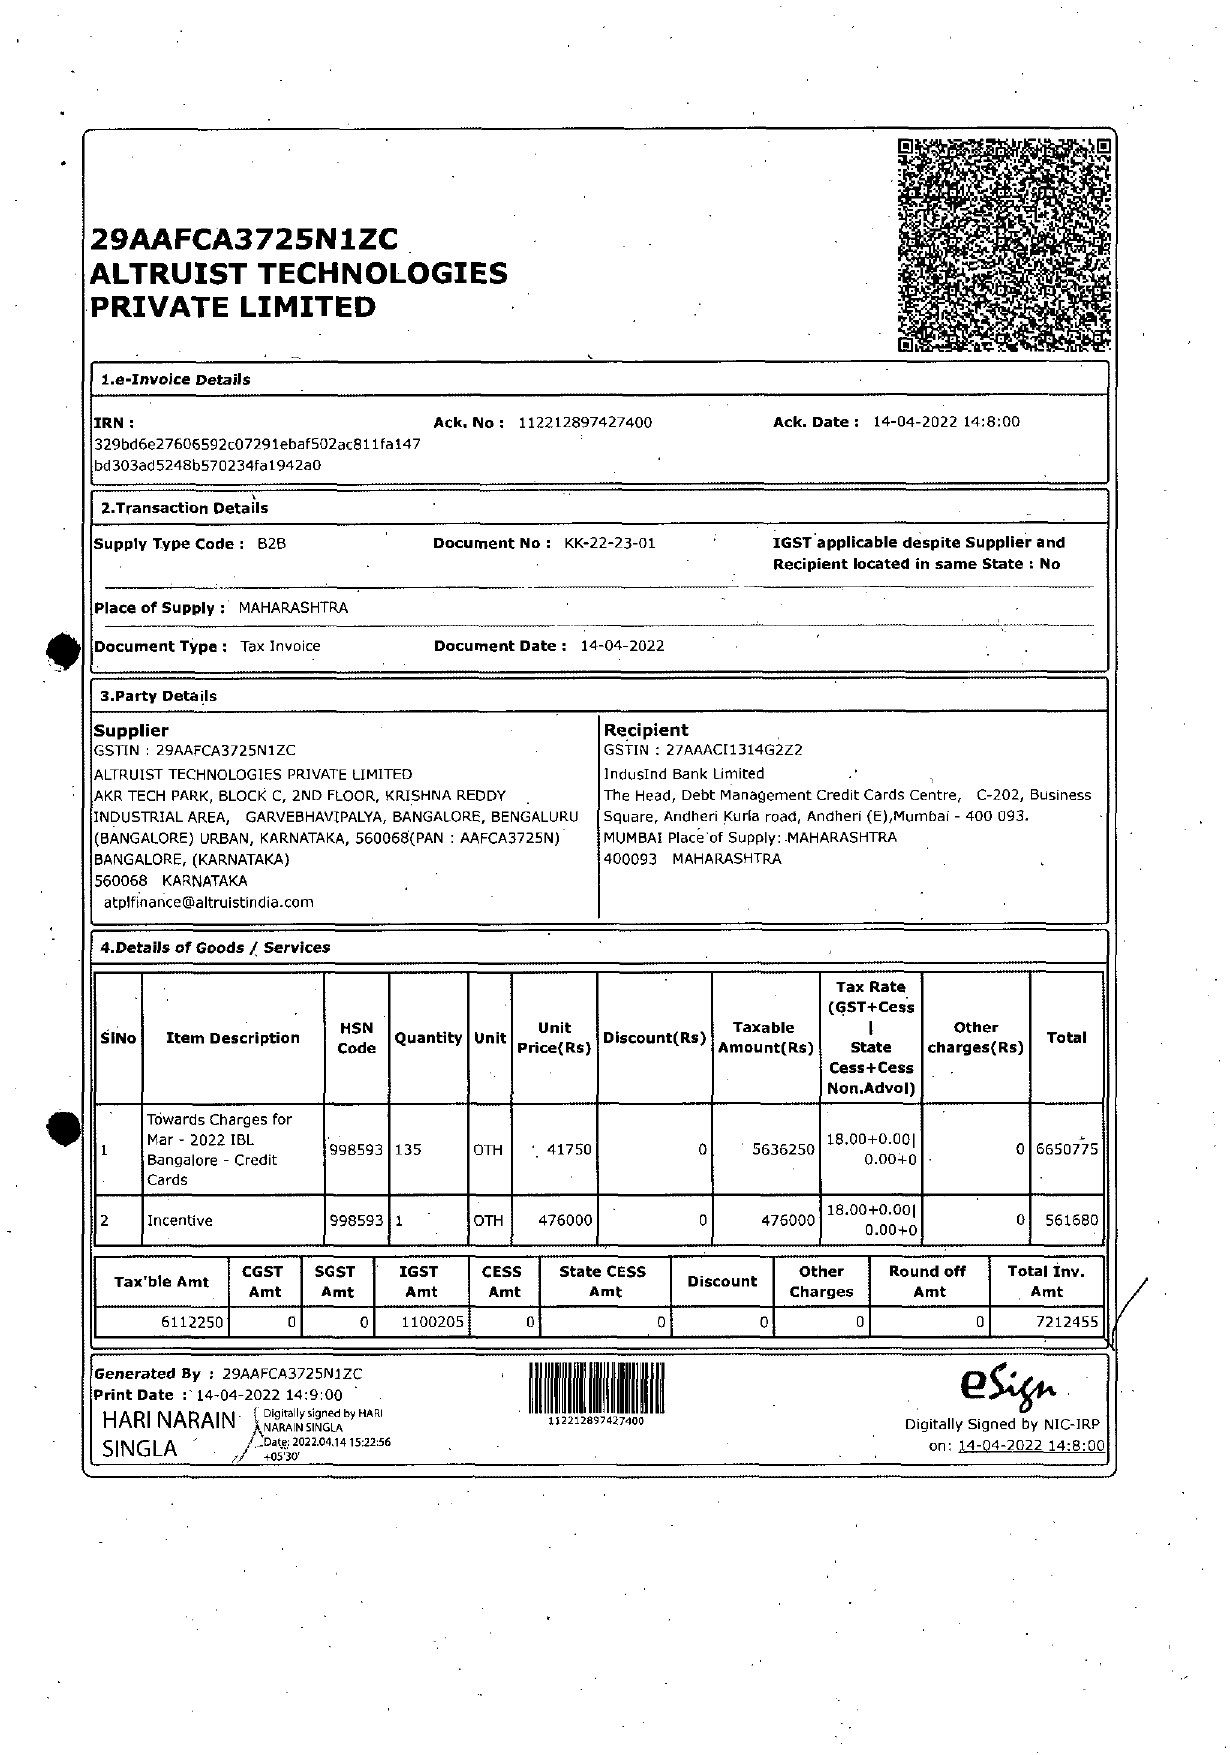 29AAFCA3725N1ZC
ALTRUIST TECHNOLOGIES
PRIVATE LIMITED
1.e-Invoice Details
IRN : Ack. No : 112212897427400 Ack. Date : 14-04-2022 14:8:00
329bd6e27606592c07291ebaf502ac811fa147
bd303ad5248b570234fa1942a0
2.Transaction Details
Supply Type Code : B2B Document No : KK-22-23-01 IGST applicable despite Supplier and
Recipient located in same State : No
Place of Supply : MAHARASHTRA
Document Type : Tax Invoice Document Date : 14-04-2022
3.Party Details
Supplier
GSTIN : 29AAFCA3725N1ZC
ALTRUIST TECHNOLOGIES PRIVATE LIMITED
AKR TECH PARK, BLOCK C, 2ND FLOOR, KRISHNA REDDY
INDUSTRIAL AREA, GARVEBHAVIPALYA, BANGALORE, BENGALURU
(BANGALORE) URBAN, KARNATAKA, 560068(PAN : AAFCA3725N)
BANGALORE, (KARNATAKA)
560068 KARNATAKA
atplfinance@altruistindia.com
Recipient
GSTIN : 27AAACI1314G2Z2
IndusInd Bank Limited
The Head, Debt Management Credit Cards Centre, C-202, Business
Square, Andheri Kurla road, Andheri (E),Mumbai - 400 093.
MUMBAI Place of Supply: MAHARASHTRA
400093 MAHARASHTRA
4.Details of Goods / Services
SlNo Item Description HSN Code Quantity Unit Unit Price(Rs) Discount(Rs) Taxable Amount(Rs) Tax Rate (GST+Cess | State Cess+Cess Non.Advol) Other charges(Rs) Total
1 Towards Charges for Mar - 2022 IBL Bangalore - Credit Cards 998593 135 OTH 41750 0 5636250 18.00+0.00| 0.00+0 0 6650775
2 Incentive 998593 1 OTH 476000 0 476000 18.00+0.00| 0.00+0 0 561680
Tax'ble Amt CGST Amt SGST Amt IGST Amt CESS Amt State CESS Amt Discount Other Charges Round off Amt Total Inv. Amt
6112250 0 0 1100205 0 0 0 0 0 7212455
Generated By : 29AAFCA3725N1ZC
Print Date : 14-04-2022 14:9:00
HARI NARAIN
SINGLA
Digitally signed by HARI
NARAIN SINGLA
Date: 2022.04.14 15:22:56
+05'30'
112212897427400
eSign
Digitally Signed by NIC-IRP
on: 14-04-2022 14:8:00